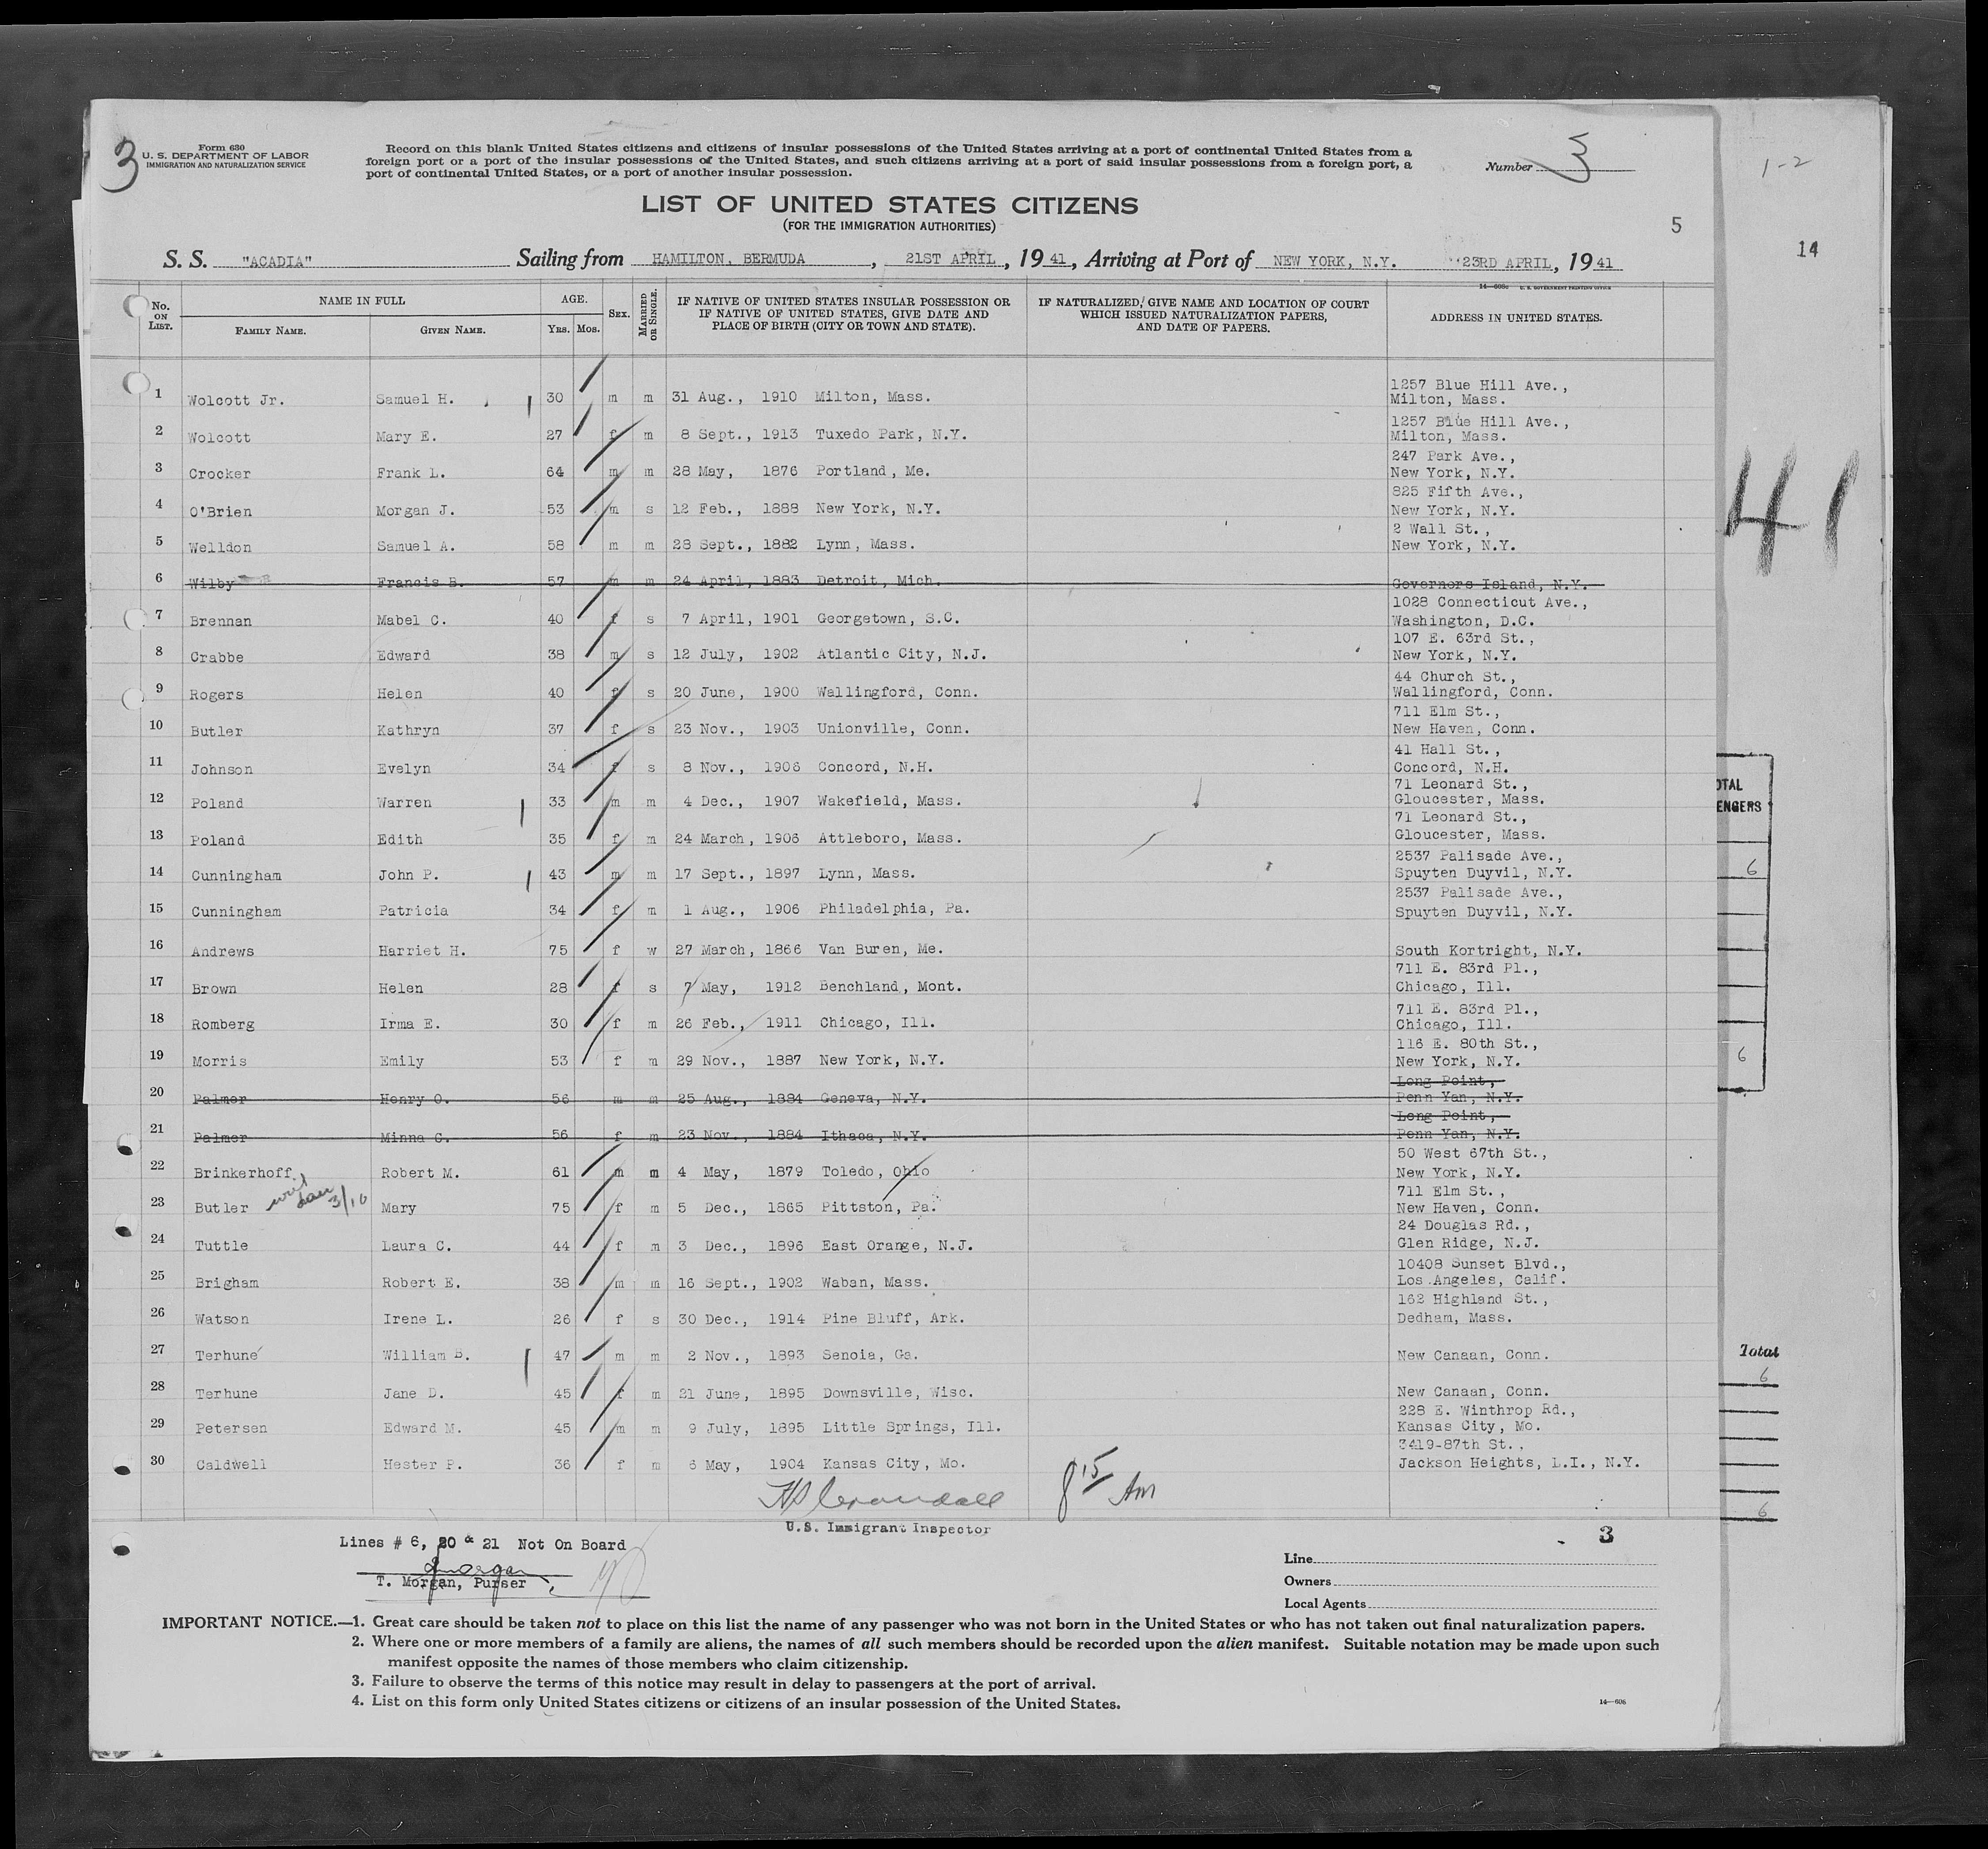 3
Form 630
U. S. DEPARTMENT OF LABOR
IMMIGRATION AND NATURALIZATION SERVICE
Record on this blank United States citizens and citizens of insular possessions of the United States arriving at a port of continental United States from a
foreign port or a port of the insular possessions of the United States, and such citizens arriving at a port of said insular possessions from a foreign port, a
port of continental United States, or a port of another insular possession.
Number 3
1-2
LIST OF UNITED STATES CITIZENS
(FOR THE IMMIGRATION AUTHORITIES)
5
14
S. S. "ACADIA" Sailing from HAMILTON, BERMUDA, 21ST APRIL, 19 41, Arriving at Port of NEW YORK, N.Y. 23RD APRIL, 19 41
No. ON LIST. NAME IN FULL FAMILY NAME. GIVEN NAME. AGE. YRS. MOS. SEX. MARRIED OR SINGLE. IF NATIVE OF UNITED STATES INSULAR POSSESSION OR IF NATIVE OF UNITED STATES, GIVE DATE AND PLACE OF BIRTH (CITY OR TOWN AND STATE). IF NATURALIZED, GIVE NAME AND LOCATION OF COURT WHICH ISSUED NATURALIZATION PAPERS, AND DATE OF PAPERS. ADDRESS IN UNITED STATES.
1 Wolcott Jr. Samuel H. 30 m m 31 Aug., 1910 Milton, Mass. 1257 Blue Hill Ave., Milton, Mass.
2 Wolcott Mary E. 27 f m 8 Sept., 1913 Tuxedo Park, N.Y. 1257 Blue Hill Ave., Milton, Mass.
3 Crocker Frank L. 64 m m 28 May, 1876 Portland, Me. 247 Park Ave., New York, N.Y.
4 O'Brien Morgan J. 53 m s 12 Feb., 1888 New York, N.Y. 825 Fifth Ave., New York, N.Y.
5 Welldon Samuel A. 58 m m 28 Sept., 1882 Lynn, Mass. 2 Wall St., New York, N.Y.
6 Wilby Francis B. 57 m m 24 April, 1883 Detroit, Mich. Governors Island, N.Y.
7 Brennan Mabel C. 40 f s 7 April, 1901 Georgetown, S.C. 1028 Connecticut Ave., Washington, D.C.
8 Crabbe Edward 38 m s 12 July, 1902 Atlantic City, N.J. 107 E. 63rd St., New York, N.Y.
9 Rogers Helen 40 f s 20 June, 1900 Wallingford, Conn. 44 Church St., Wallingford, Conn.
10 Butler Kathryn 37 f s 23 Nov., 1903 Unionville, Conn. 711 Elm St., New Haven, Conn.
11 Johnson Evelyn 34 f s 8 Nov., 1906 Concord, N.H. 41 Hall St., Concord, N.H.
12 Poland Warren 33 m m 4 Dec., 1907 Wakefield, Mass. 71 Leonard St., Gloucester, Mass.
13 Poland Edith 35 f m 24 March, 1906 Attleboro, Mass. 71 Leonard St., Gloucester, Mass.
14 Cunningham John P. 43 m m 17 Sept., 1897 Lynn, Mass. 2537 Palisade Ave., Spuyten Duyvil, N.Y.
15 Cunningham Patricia 34 f m 1 Aug., 1906 Philadelphia, Pa. 2537 Palisade Ave., Spuyten Duyvil, N.Y.
16 Andrews Harriet H. 75 f w 27 March, 1866 Van Buren, Me. South Kortright, N.Y.
17 Brown Helen 28 f s 7 May, 1912 Benchland, Mont. 711 E. 83rd Pl., Chicago, Ill.
18 Romberg Irma E. 30 f m 26 Feb., 1911 Chicago, Ill. 711 E. 83rd Pl., Chicago, Ill.
19 Morris Emily 53 f m 29 Nov., 1887 New York, N.Y. 116 E. 80th St., New York, N.Y.
20 Palmer Henry O. 56 m m 25 Aug., 1884 Geneva, N.Y. Long Point, Penn Yan, N.Y.
21 Palmer Minna C. 56 f m 23 Nov., 1884 Ithaca, N.Y. Long Point, Penn Yan, N.Y.
22 Brinkerhoff Robert M. 61 m m 4 May, 1879 Toledo, Ohio 50 West 67th St., New York, N.Y.
23 Butler 3/16 Mary 75 f m 5 Dec., 1865 Pittston, Pa. 711 Elm St., New Haven, Conn.
24 Tuttle Laura C. 44 f m 3 Dec., 1896 East Orange, N.J. 24 Douglas Rd., Glen Ridge, N.J.
25 Brigham Robert E. 38 m m 16 Sept., 1902 Waban, Mass. 10408 Sunset Blvd., Los Angeles, Calif.
26 Watson Irene L. 26 f s 30 Dec., 1914 Pine Bluff, Ark. 162 Highland St., Dedham, Mass.
27 Terhune William B. 47 m m 2 Nov., 1893 Senoia, Ga. New Canaan, Conn.
28 Terhune Jane D. 45 f m 21 June, 1895 Downsville, Wisc. New Canaan, Conn.
29 Petersen Edward M. 45 m m 9 July, 1895 Little Springs, Ill. 228 E. Winthrop Rd., Kansas City, Mo.
30 Caldwell Hester P. 36 f m 6 May, 1904 Kansas City, Mo. 3419-87th St., Jackson Heights, L.I., N.Y.
41
OTAL
ENGERS
6
6
Total
6
6
8 15 Am
U.S. Immigrant Inspector
Lines # 6, 20 & 21 Not On Board
T. Morgan, Purser
3
Line
Owners
Local Agents
IMPORTANT NOTICE.—1. Great care should be taken not to place on this list the name of any passenger who was not born in the United States or who has not taken out final naturalization papers.
2. Where one or more members of a family are aliens, the names of all such members should be recorded upon the alien manifest. Suitable notation may be made upon such
manifest opposite the names of those members who claim citizenship.
3. Failure to observe the terms of this notice may result in delay to passengers at the port of arrival.
4. List on this form only United States citizens or citizens of an insular possession of the United States.
14—606